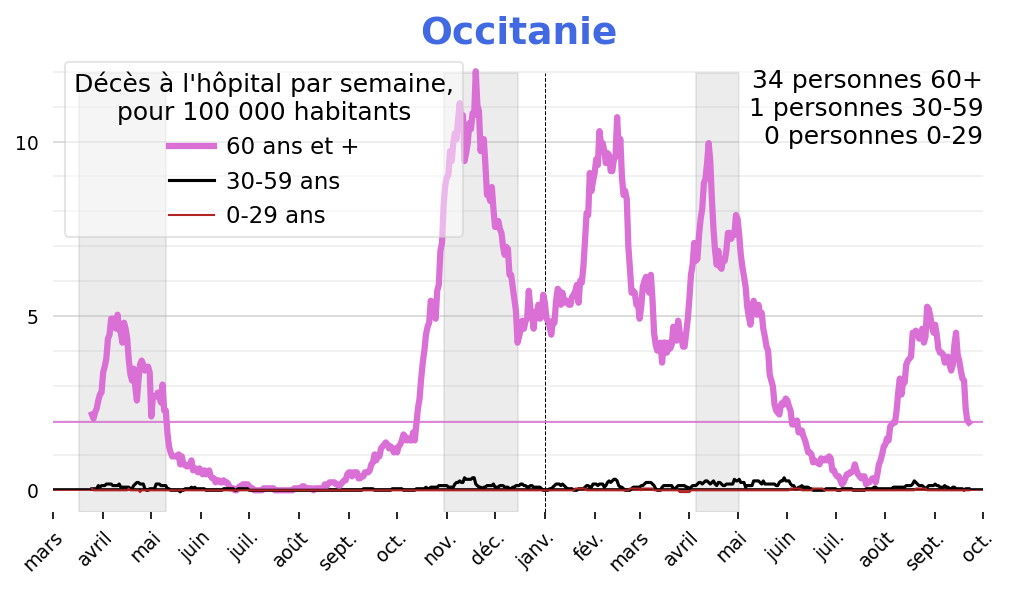 Occitanie
Décès à l'hôpital par semaine,
pour 100 000 habitants
60 ans et +
30-59 ans
0-29 ans
34 personnes 60+
1 personnes 30-59
0 personnes 0-29
10
5
0
mars
avril
mai
juin
juil.
août
sept.
oct.
nov.
déc.
janv.
fév.
mars
avril
mai
juin
juil.
août
sept.
oct.